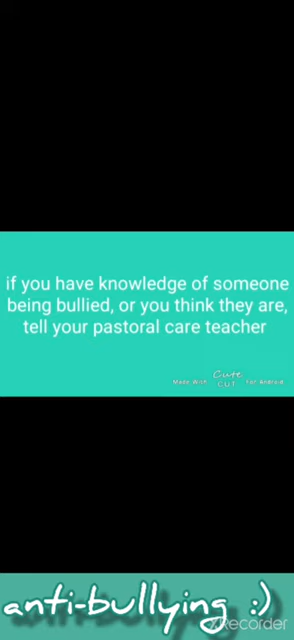 if you have knowledge of someone
being bullied, or you think they are,
tell your pastoral care teacher
Made With Cute CUT for Android
anti-bullying :)
XRecorder